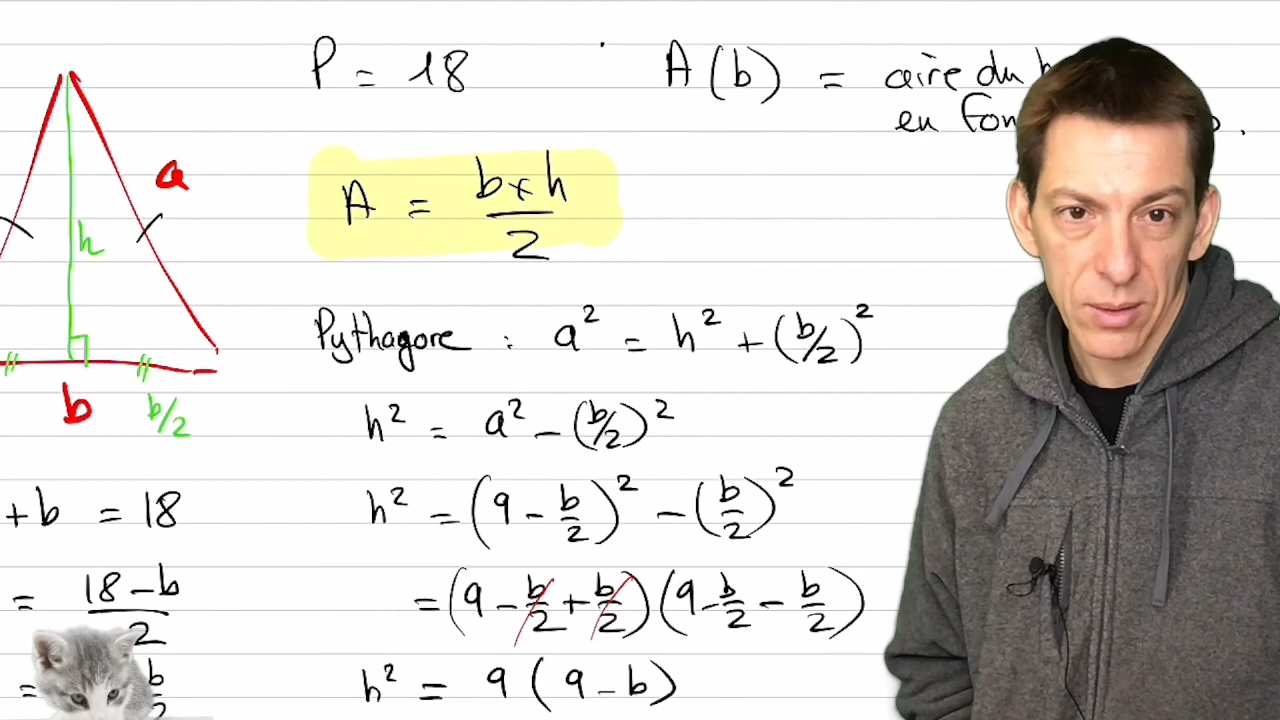 P = 18
A(b) = aire du
en
a
A = b×h/2
h
Pythagore : a² = h² + (b/2)²
b
b/2
h² = a² - (b/2)²
+ b = 18
h² = (9 - b/2)² - (b/2)²
= 18 - b / 2
= (9 - b/2 + b/2)(9 - b/2 - b/2)
= b/2
h² = 9(9 - b)